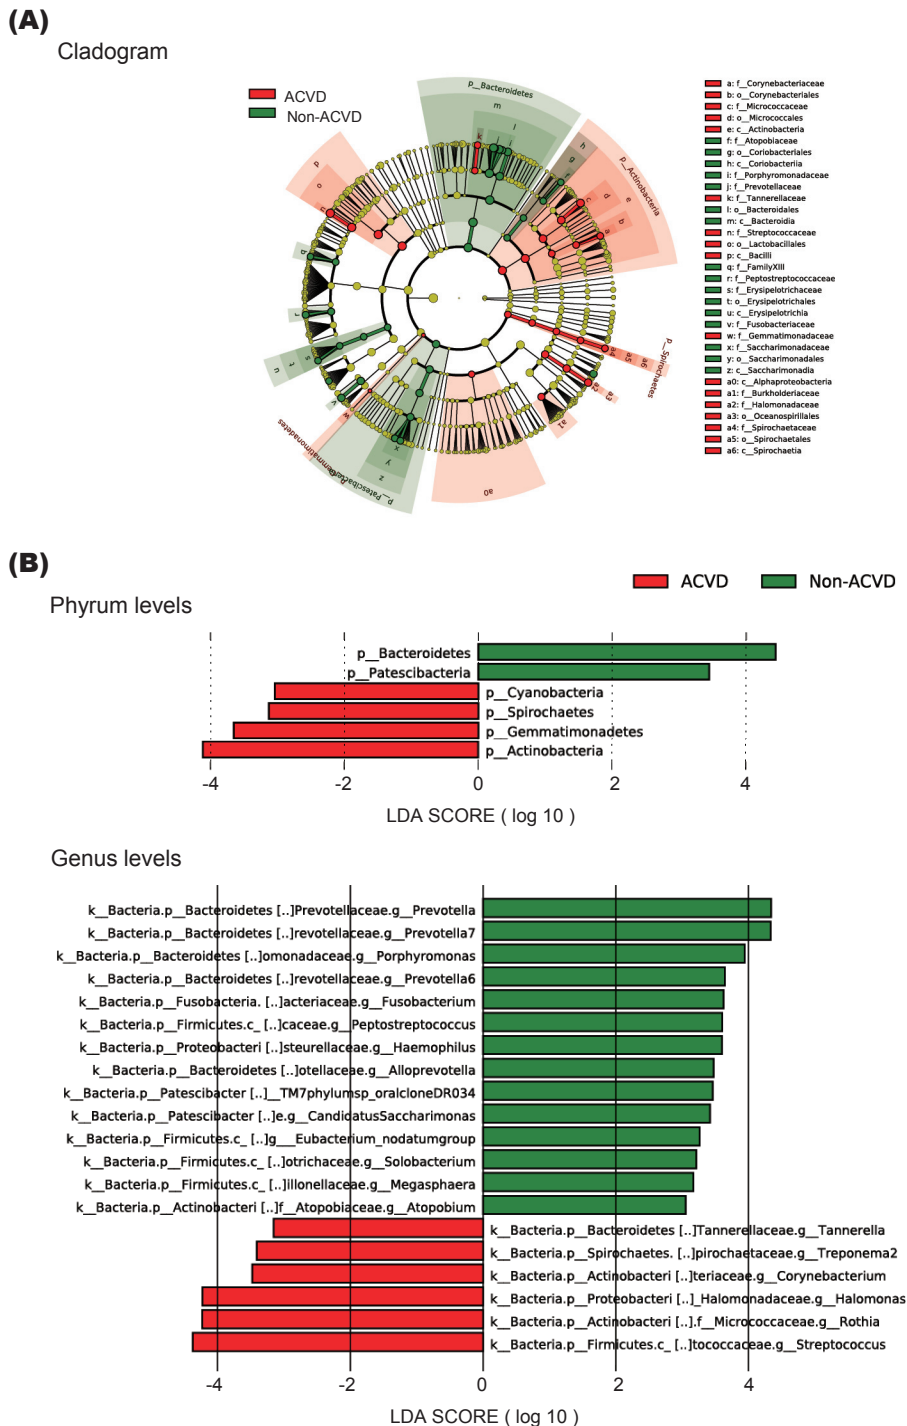 (A)
Cladogram
ACVD
Non-ACVD
p__Bacteroidetes
m
l
k
h
g
p__Actinobacteria
e
d
c
b
a
p
o
n
q
r
s
t
u
v
w
x
y
z
p__Patescibacteria
p__Gemmatimonadetes
a0
a1
a2
a3
a4
a5
a6
p__Spirochaetes
a: f__Corynebacteriaceae
b: o__Corynebacteriales
c: f__Micrococcaceae
d: o__Micrococcales
e: c__Actinobacteria
f: f__Atopobiaceae
g: o__Coriobacteriales
h: c__Coriobacteriia
i: f__Porphyromonadaceae
j: f__Prevotellaceae
k: f__Tannerellaceae
l: o__Bacteroidales
m: c__Bacteroidia
n: f__Streptococcaceae
o: o__Lactobacillales
p: c__Bacilli
q: f__FamilyXIII
r: f__Peptostreptococcaceae
s: f__Erysipelotrichaceae
t: o__Erysipelotrichales
u: c__Erysipelotrichia
v: f__Fusobacteriaceae
w: f__Gemmatimonadaceae
x: f__Saccharimonadaceae
y: o__Saccharimonadales
z: c__Saccharimonadia
a0: c__Alphaproteobacteria
a1: f__Burkholderiaceae
a2: f__Halomonadaceae
a3: o__Oceanospirillales
a4: f__Spirochaetaceae
a5: o__Spirochaetales
a6: c__Spirochaetia
(B)
ACVD
Non-ACVD
Phyrum levels
p__Bacteroidetes
p__Patescibacteria
p__Cyanobacteria
p__Spirochaetes
p__Gemmatimonadetes
p__Actinobacteria
-4 -2 0 2 4
LDA SCORE ( log 10 )
Genus levels
k__Bacteria.p__Bacteroidetes [..]Prevotellaceae.g__Prevotella
k__Bacteria.p__Bacteroidetes [..]revotellaceae.g__Prevotella7
k__Bacteria.p__Bacteroidetes [..]omonadaceae.g__Porphyromonas
k__Bacteria.p__Bacteroidetes [..]revotellaceae.g__Prevotella6
k__Bacteria.p__Fusobacteria. [..]acteriaceae.g__Fusobacterium
k__Bacteria.p__Firmicutes.c_ [..]caceae.g__Peptostreptococcus
k__Bacteria.p__Proteobacteri [..]steurellaceae.g__Haemophilus
k__Bacteria.p__Bacteroidetes [..]otellaceae.g__Alloprevotella
k__Bacteria.p__Patescibacter [..]__TM7phylumsp_oralcloneDR034
k__Bacteria.p__Patescibacter [..]e.g__CandidatusSaccharimonas
k__Bacteria.p__Firmicutes.c_ [..]g___Eubacterium_nodatumgroup
k__Bacteria.p__Firmicutes.c_ [..]otrichaceae.g__Solobacterium
k__Bacteria.p__Firmicutes.c_ [..]illonellaceae.g__Megasphaera
k__Bacteria.p__Actinobacteri [..]f__Atopobiaceae.g__Atopobium
k__Bacteria.p__Bacteroidetes [..]Tannerellaceae.g__Tannerella
k__Bacteria.p__Spirochaetes. [..]pirochaetaceae.g__Treponema2
k__Bacteria.p__Actinobacteri [..]teriaceae.g__Corynebacterium
k__Bacteria.p__Proteobacteri [..]_Halomonadaceae.g__Halomonas
k__Bacteria.p__Actinobacteri [..].f__Micrococcaceae.g__Rothia
k__Bacteria.p__Firmicutes.c_ [..]tococcaceae.g__Streptococcus
-4 -2 0 2 4
LDA SCORE ( log 10 )